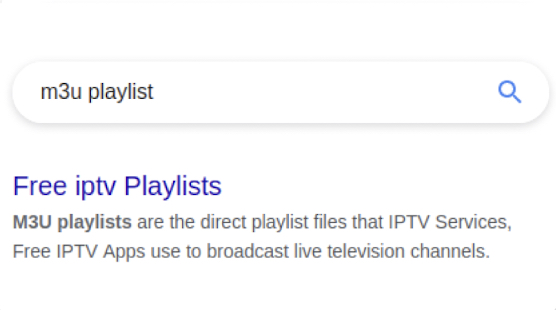 m3u playlist
Free iptv Playlists
M3U playlists are the direct playlist files that IPTV Services,
Free IPTV Apps use to broadcast live television channels.